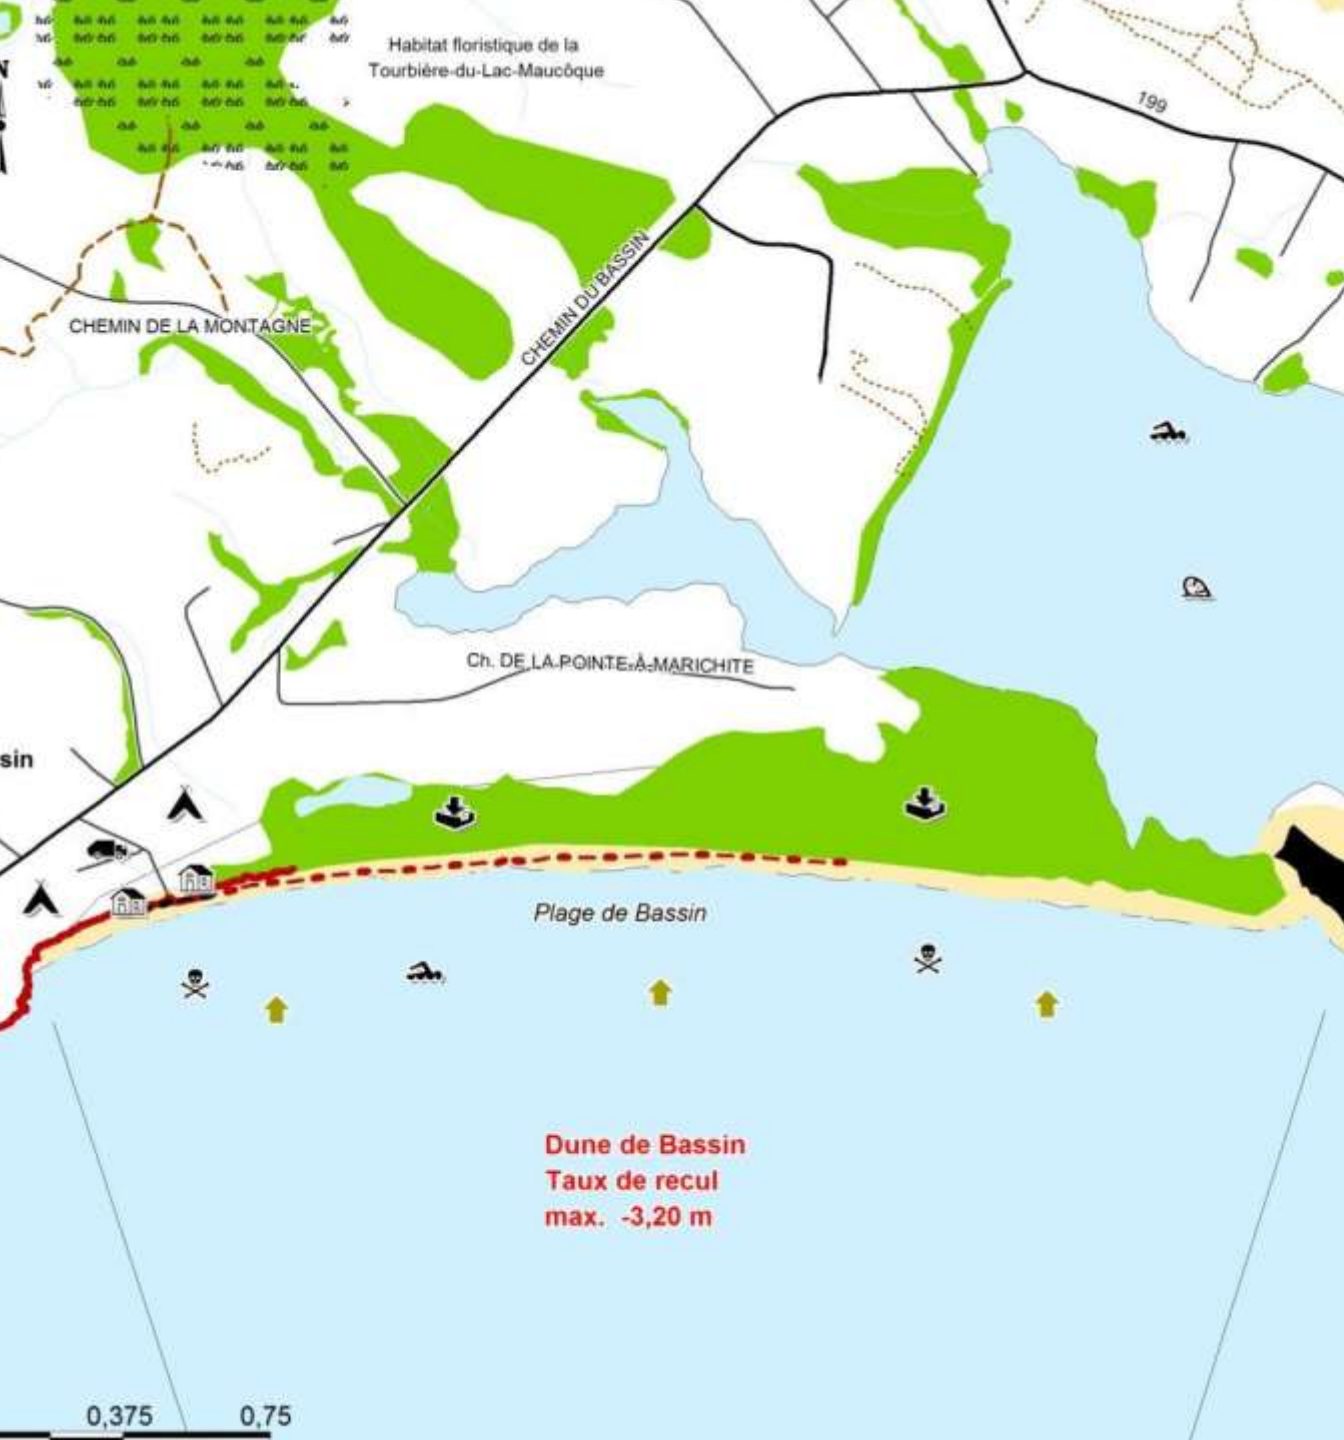 N
Habitat floristique de la
Tourbière-du-Lac-Maucôque
199
CHEMIN DU BASSIN
CHEMIN DE LA MONTAGNE
Ch. DE LA POINTE-À-MARICHITE
sin
Plage de Bassin
Dune de Bassin
Taux de recul
max. -3,20 m
0,375 0,75